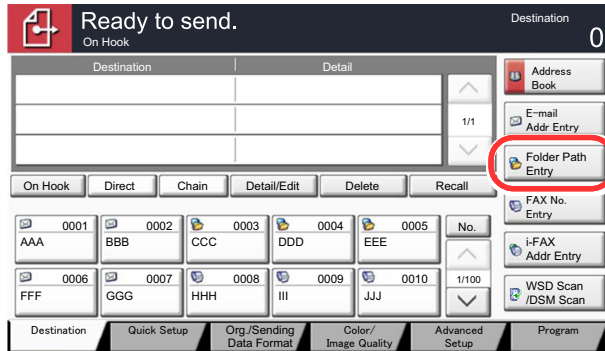 Ready to send.
On Hook
Destination
0
Destination Detail
1/1
Address
Book
E-mail
Addr Entry
Folder Path
Entry
FAX No.
Entry
i-FAX
Addr Entry
WSD Scan
/DSM Scan
On Hook Direct Chain Detail/Edit Delete Recall
0001 0002 0003 0004 0005 No.
AAA BBB CCC DDD EEE
0006 0007 0008 0009 0010 1/100
FFF GGG HHH III JJJ
Destination Quick Setup Org./Sending
Data Format Color/
Image Quality Advanced
Setup Program